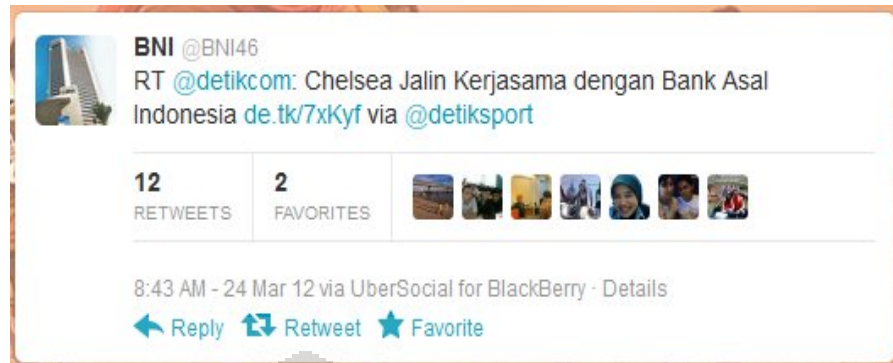 BNI @BNI46
RT @detikcom: Chelsea Jalin Kerjasama dengan Bank Asal
Indonesia de.tk/7xKyf via @detiksport
12 2
RETWEETS FAVORITES
8:43 AM - 24 Mar 12 via UberSocial for BlackBerry · Details
Reply Retweet Favorite